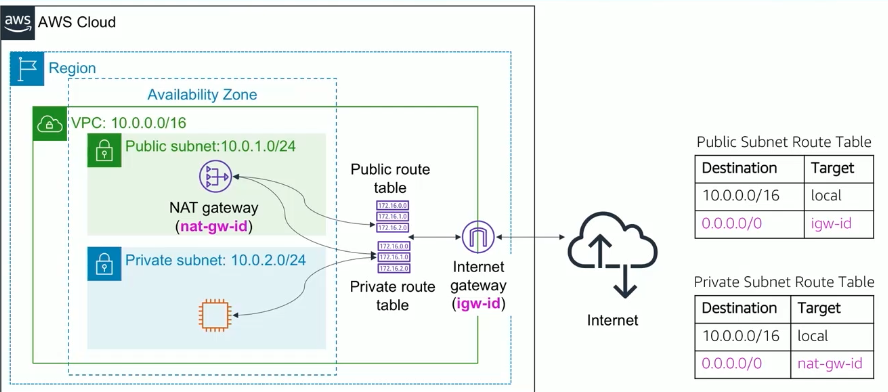 aws
AWS Cloud
Region
Availability Zone
VPC: 10.0.0.0/16
Public subnet:10.0.1.0/24
NAT gateway
(nat-gw-id)
Private subnet: 10.0.2.0/24
Public route
table
172.16.0.0
172.16.1.0
172.16.2.0
172.16.0.0
172.16.1.0
172.16.2.0
Private route
table
Internet
gateway
(igw-id)
Internet
Public Subnet Route Table
Destination Target
10.0.0.0/16 local
0.0.0.0/0 igw-id
Private Subnet Route Table
Destination Target
10.0.0.0/16 local
0.0.0.0/0 nat-gw-id